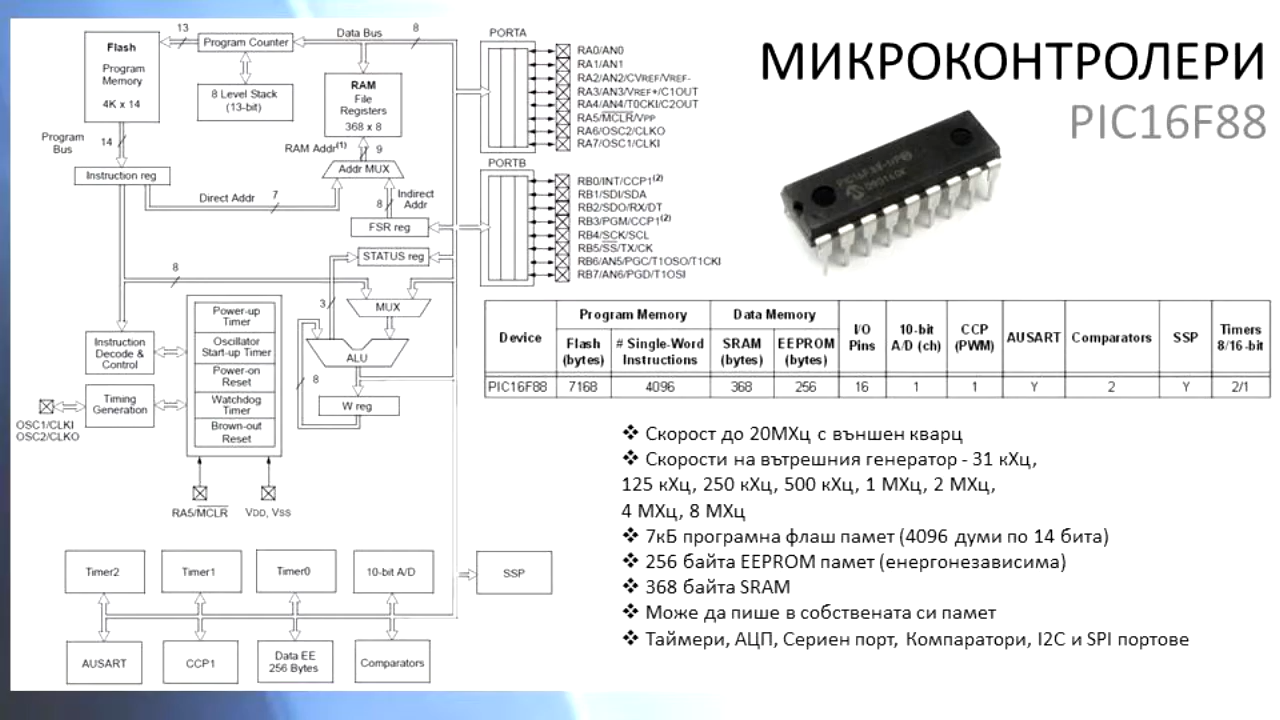 МИКРОКОНТРОЛЕРИ
PIC16F88
13
Data Bus
8
Flash
Program
Memory
4K x 14
Program Counter
8 Level Stack
(13-bit)
RAM
File
Registers
368 x 8
Program
Bus
14
RAM Addr(1)
9
Addr MUX
Instruction reg
Direct Addr
7
8
Indirect
Addr
FSR reg
STATUS reg
8
3
MUX
ALU
8
W reg
Instruction
Decode &
Control
Timing
Generation
OSC1/CLKI
OSC2/CLKO
Power-up
Timer
Oscillator
Start-up Timer
Power-on
Reset
Watchdog
Timer
Brown-out
Reset
RA5/MCLR
VDD, VSS
PORTA
RA0/AN0
RA1/AN1
RA2/AN2/CVREF/VREF-
RA3/AN3/VREF+/C1OUT
RA4/AN4/T0CKI/C2OUT
RA5/MCLR/VPP
RA6/OSC2/CLKO
RA7/OSC1/CLKI
PORTB
RB0/INT/CCP1(2)
RB1/SDI/SDA
RB2/SDO/RX/DT
RB3/PGM/CCP1(2)
RB4/SCK/SCL
RB5/SS/TX/CK
RB6/AN5/PGC/T1OSO/T1CKI
RB7/AN6/PGD/T1OSI
Timer2
Timer1
Timer0
10-bit A/D
SSP
AUSART
CCP1
Data EE
256 Bytes
Comparators
Device
Program Memory
Data Memory
I/O
Pins
10-bit
A/D (ch)
CCP
(PWM)
AUSART
Comparators
SSP
Timers
8/16-bit
Flash
(bytes)
# Single-Word
Instructions
SRAM
(bytes)
EEPROM
(bytes)
PIC16F88 7168 4096 368 256 16 1 1 Y 2 Y 2/1
❖ Скорост до 20МХц с външен кварц
❖ Скорости на вътрешния генератор - 31 кХц,
125 кХц, 250 кХц, 500 кХц, 1 МХц, 2 МХц,
4 МХц, 8 МХц
❖ 7кБ програмна флаш памет (4096 думи по 14 бита)
❖ 256 байта EEPROM памет (енергонезависима)
❖ 368 байта SRAM
❖ Може да пише в собствената си памет
❖ Таймери, АЦП, Сериен порт, Компаратори, I2C и SPI портове